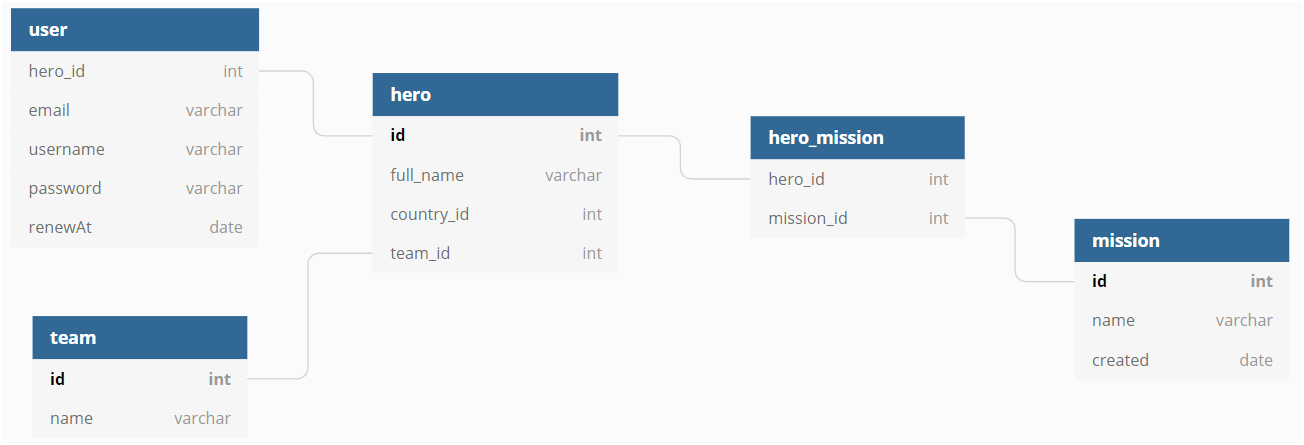 user
hero_id int
email varchar
username varchar
password varchar
renewAt date
hero
id int
full_name varchar
country_id int
team_id int
hero_mission
hero_id int
mission_id int
mission
id int
name varchar
created date
team
id int
name varchar